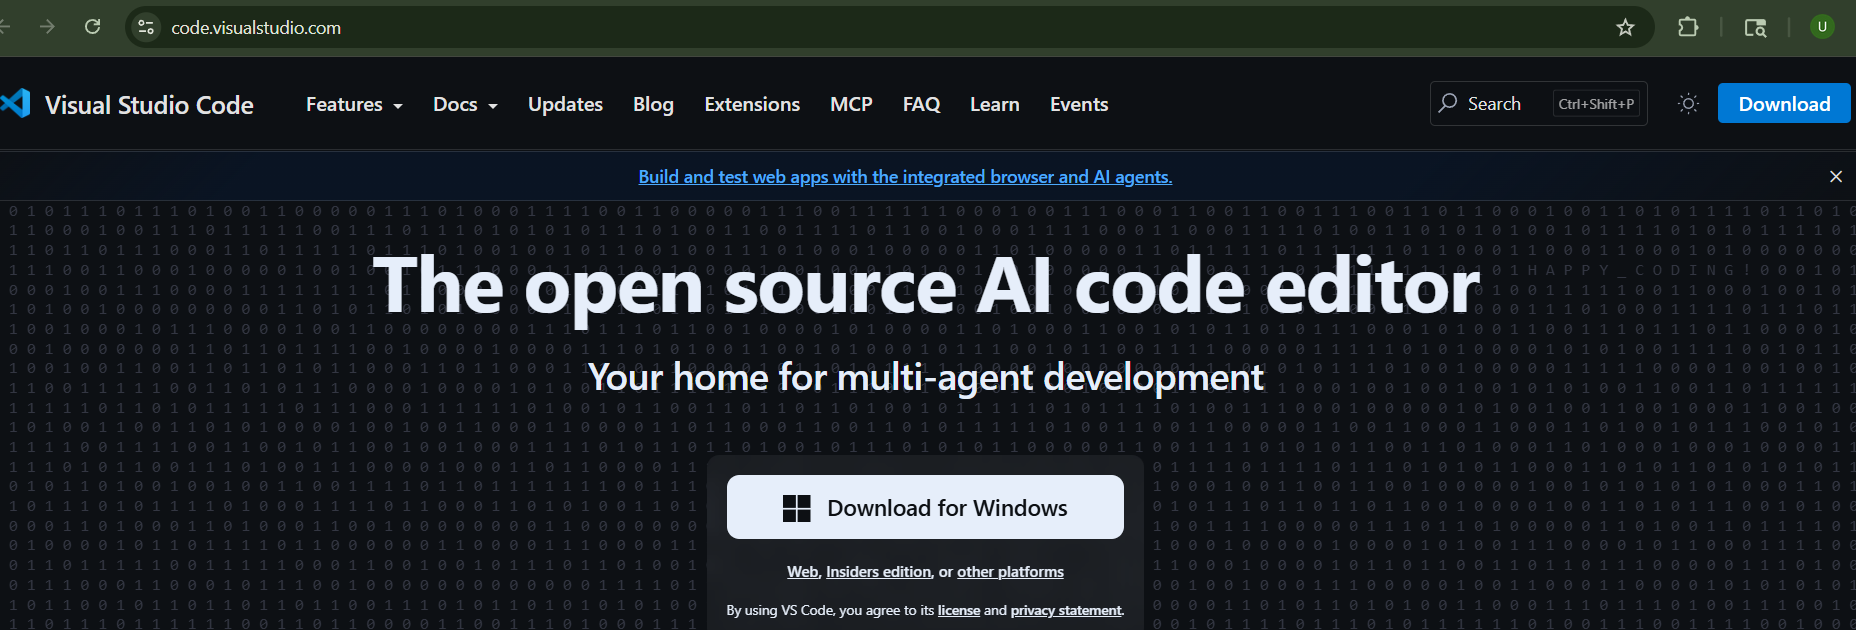 code.visualstudio.com
U
Visual Studio Code
Features
Docs
Updates
Blog
Extensions
MCP
FAQ
Learn
Events
Search
Ctrl+Shift+P
Download
Build and test web apps with the integrated browser and AI agents.
HAPPY_CODING!
The open source AI code editor
Your home for multi-agent development
Download for Windows
Web, Insiders edition, or other platforms
By using VS Code, you agree to its license and privacy statement.